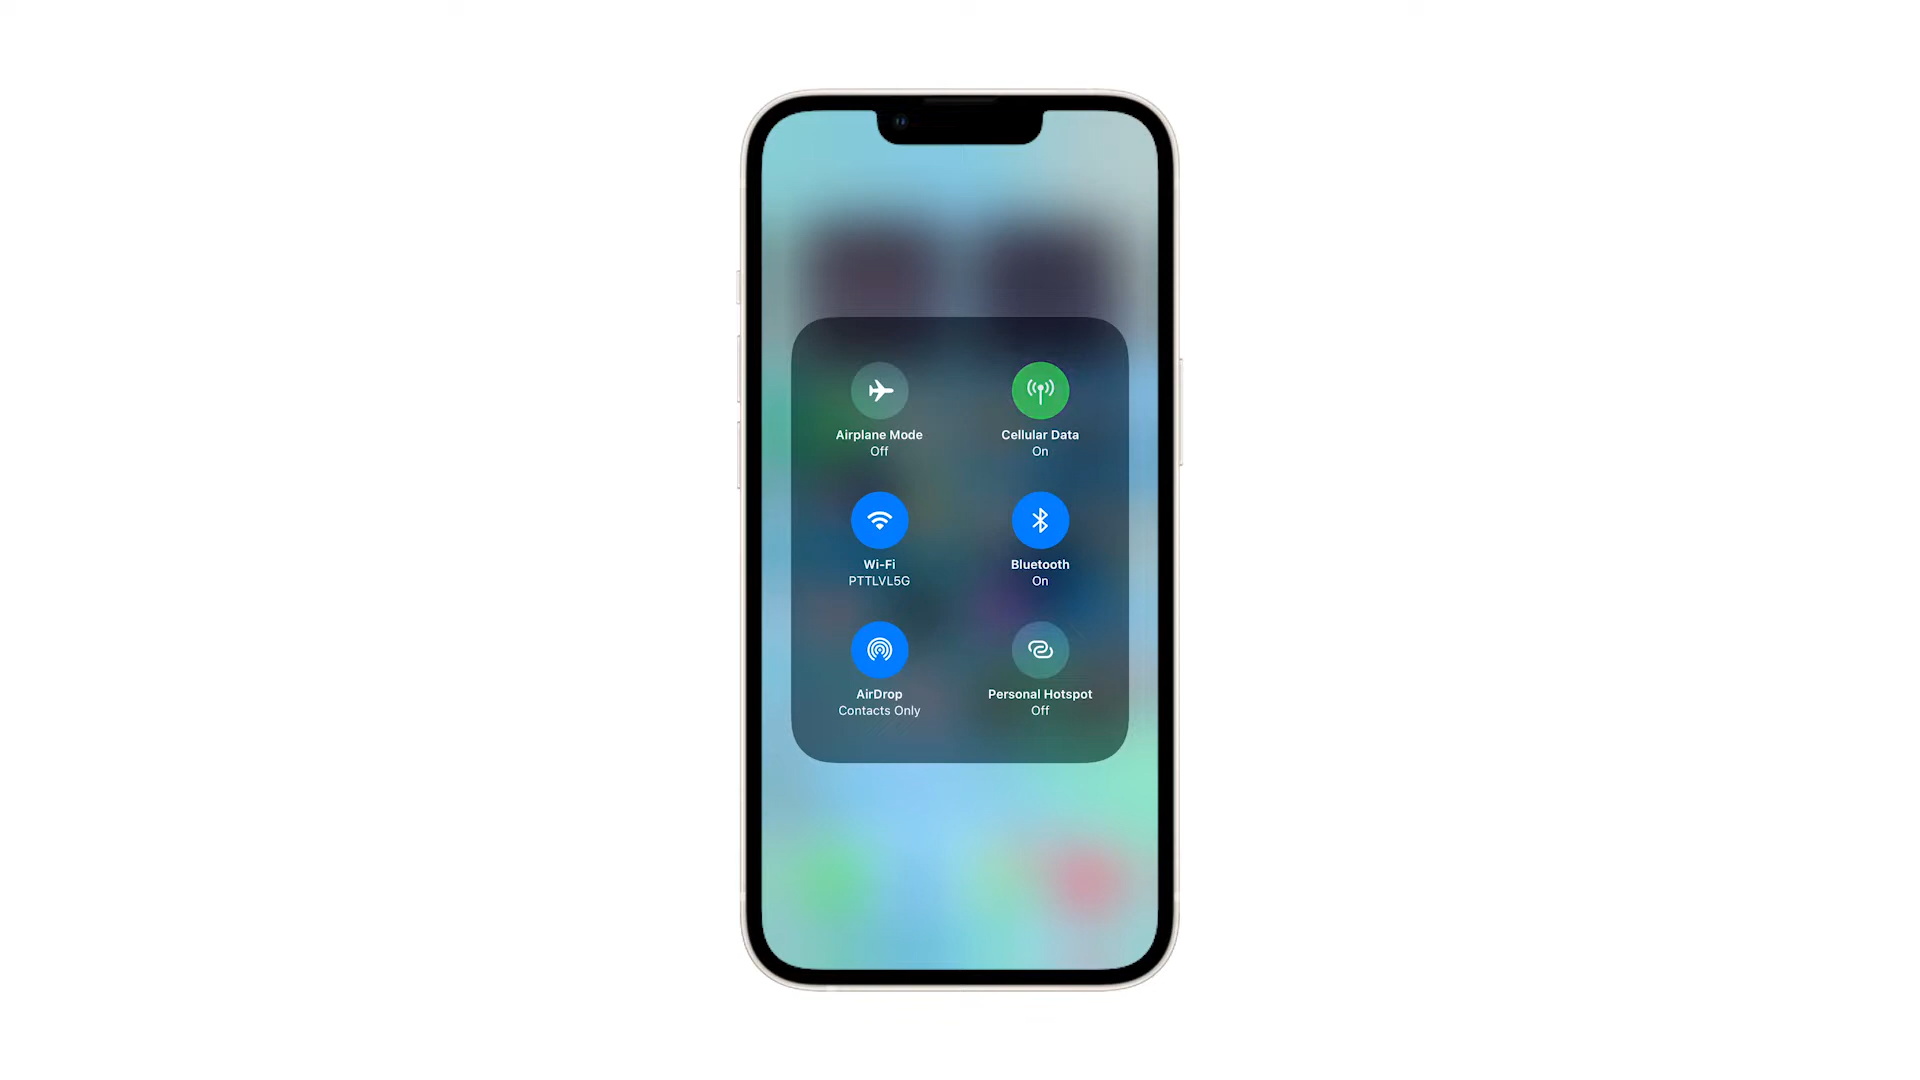 Airplane Mode
Off
Cellular Data
On
Wi-Fi
PTTLVL5G
Bluetooth
On
AirDrop
Contacts Only
Personal Hotspot
Off